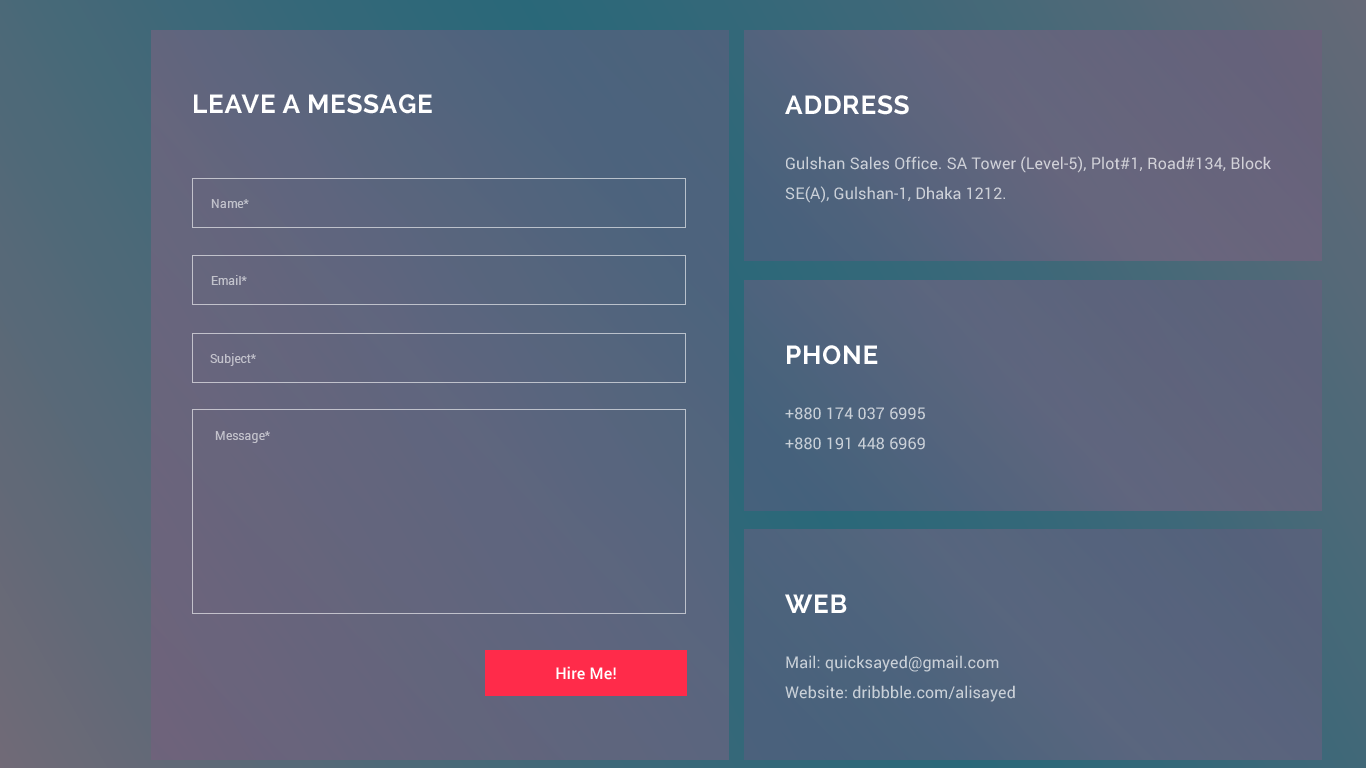 LEAVE A MESSAGE
Name*
Email*
Subject*
Message*
Hire Me!
ADDRESS
Gulshan Sales Office. SA Tower (Level-5), Plot#1, Road#134, Block
SE(A), Gulshan-1, Dhaka 1212.
PHONE
+880 174 037 6995
+880 191 448 6969
WEB
Mail: quicksayed@gmail.com
Website: dribbble.com/alisayed